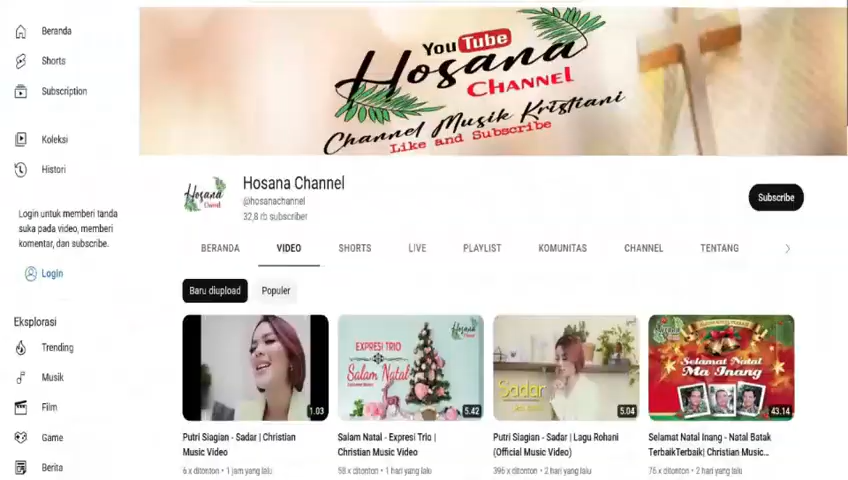 YouTube
Hosana
CHANNEL
Channel Musik Kristiani
Like and Subscribe
Beranda
Shorts
Subscription
Koleksi
Histori
Login untuk memberi tanda
suka pada video, memberi
komentar, dan subscribe.
Login
Eksplorasi
Trending
Musik
Film
Game
Berita
Hosana
Channel
Hosana Channel
@hosanachannel
32,8 rb subscriber
Subscribe
BERANDA VIDEO SHORTS LIVE PLAYLIST KOMUNITAS CHANNEL TENTANG
Baru diupload Populer
1.03
Putri Siagian - Sadar | Christian
Music Video
6 x ditonton • 1 jam yang lalu
Hosana
EXPRESI TRIO
Salam Natal
5.42
Salam Natal - Expresi Trio |
Christian Music Video
58 x ditonton • 1 hari yang lalu
Sadar
5.04
Putri Siagian - Sadar | Lagu Rohani
(Official Music Video)
396 x ditonton • 2 hari yang lalu
Selamat Natal
Ma Inang
43.14
Selamat Natal Inang - Natal Batak
TerbaikTerbaik| Christian Music...
76 x ditonton • 2 hari yang lalu